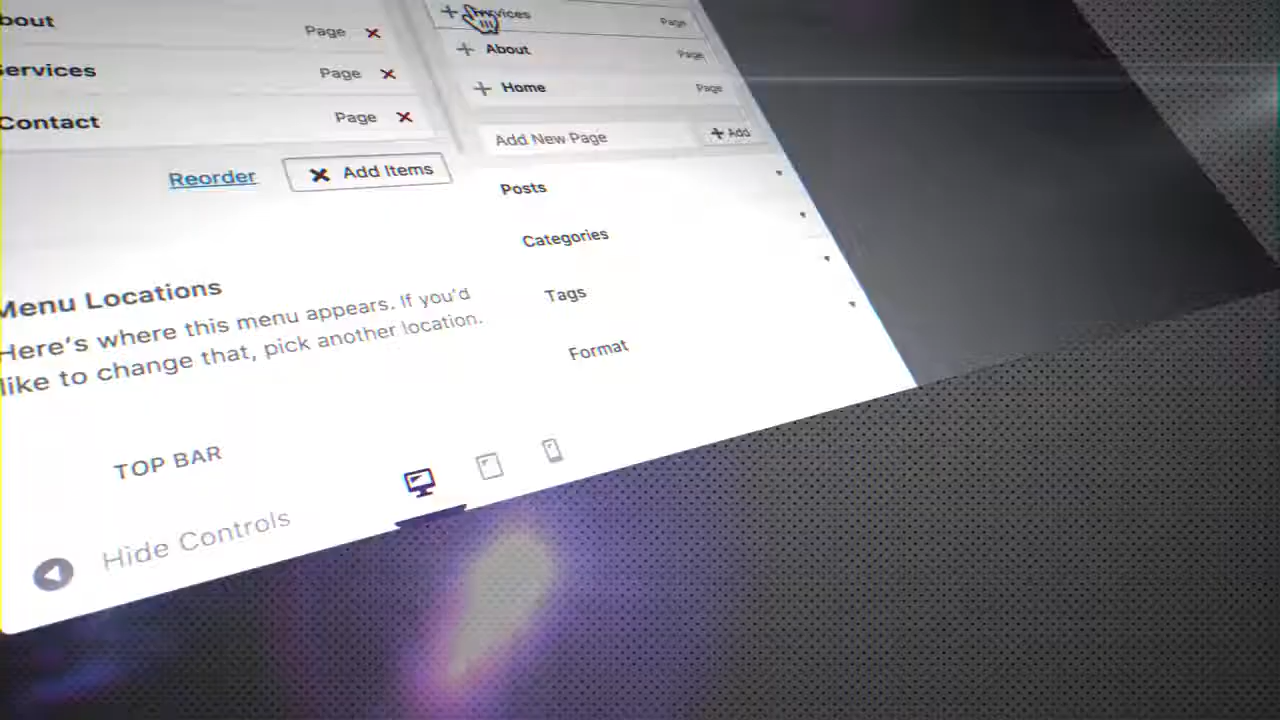 bout
Page
ervices
Page
Contact
Page
Reorder
Add Items
Menu Locations
Here's where this menu appears. If you'd
like to change that, pick another location.
TOP BAR
Hide Controls
Services
Page
About
Page
Home
Page
Add New Page
Add
Posts
Categories
Tags
Format